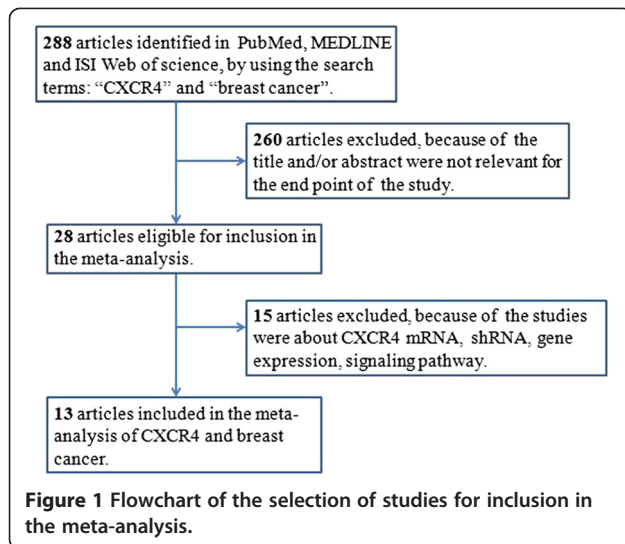 288 articles identified in PubMed, MEDLINE
and ISI Web of science, by using the search
terms: “CXCR4” and “breast cancer”.
260 articles excluded, because of the
title and/or abstract were not relevant for
the end point of the study.
28 articles eligible for inclusion in
the meta-analysis.
15 articles excluded, because of the studies
were about CXCR4 mRNA, shRNA, gene
expression, signaling pathway.
13 articles included in the meta-
analysis of CXCR4 and breast
cancer.
Figure 1 Flowchart of the selection of studies for inclusion in
the meta-analysis.